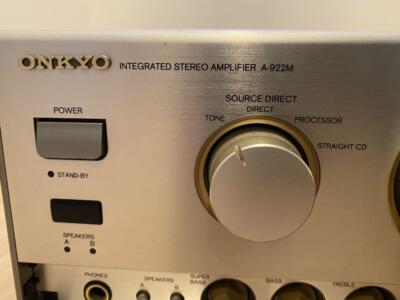 ONKYO INTEGRATED STEREO AMPLIFIER A-922M
SOURCE DIRECT
POWER
TONE DIRECT PROCESSOR
STRAIGHT CD
STAND-BY
SPEAKERS
A B
PHONES SPEAKERS SUPER BASS BASS TREBLE
A B